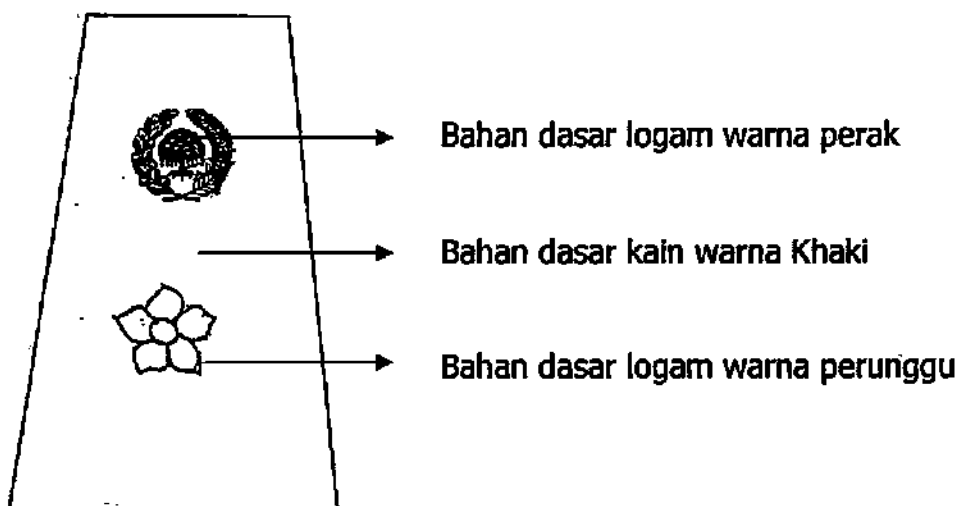 Bahan dasar logam warna perak
Bahan dasar kain warna Khaki
Bahan dasar logam warna perunggu